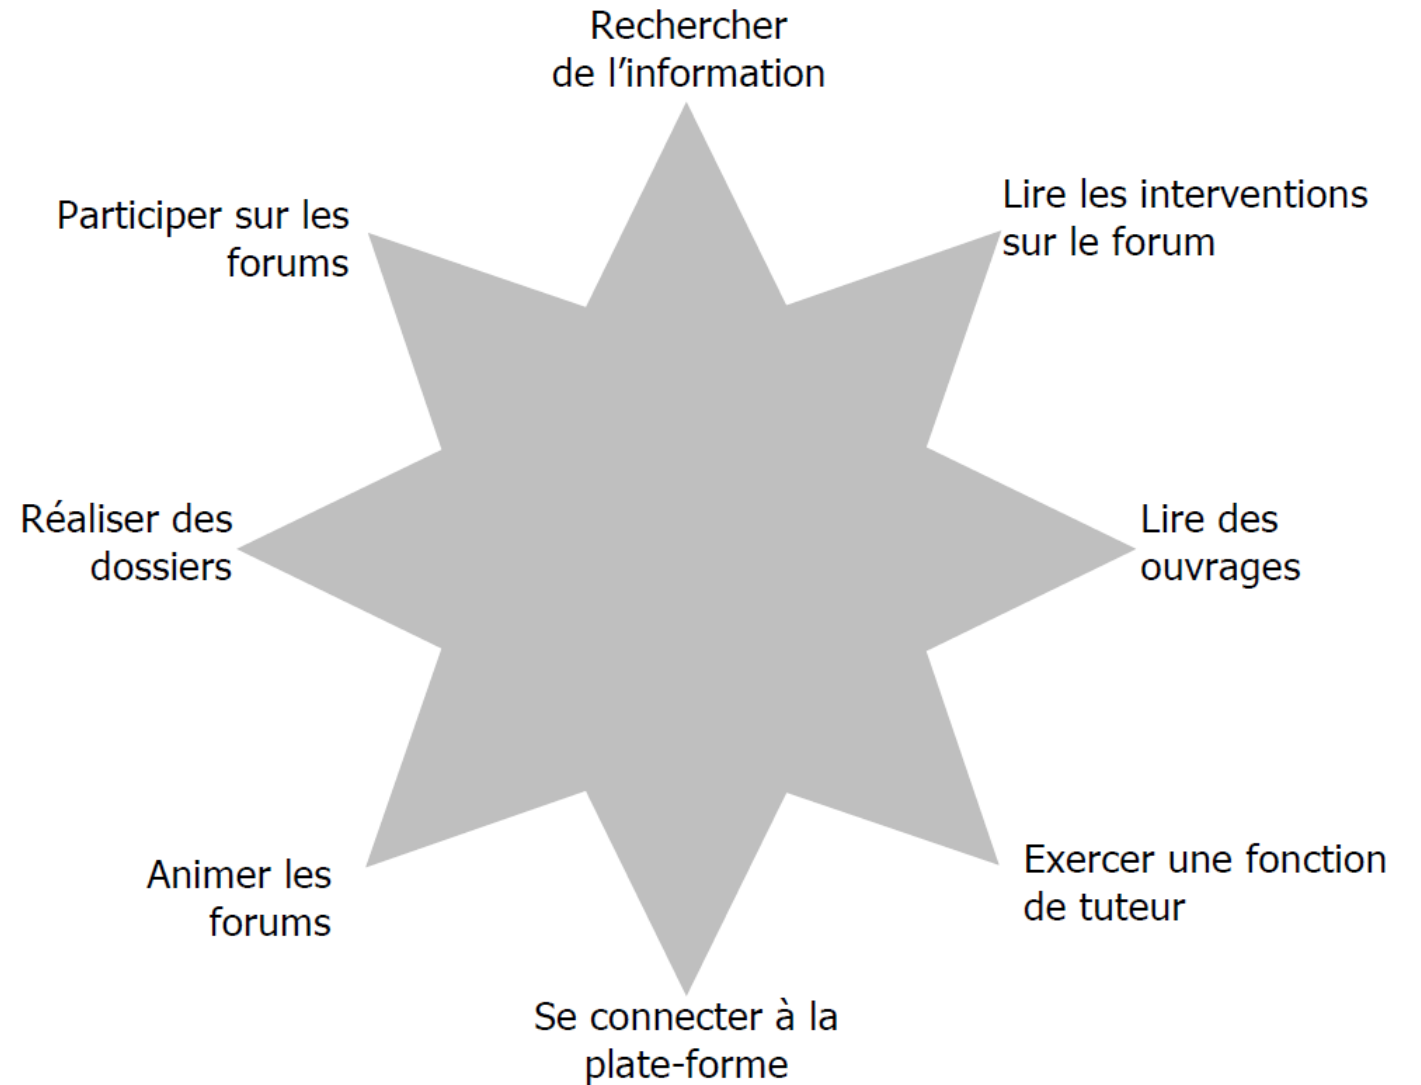 Rechercher
de l’information
Participer sur les
forums
Lire les interventions
sur le forum
Réaliser des
dossiers
Lire des
ouvrages
Animer les
forums
Exercer une fonction
de tuteur
Se connecter à la
plate-forme